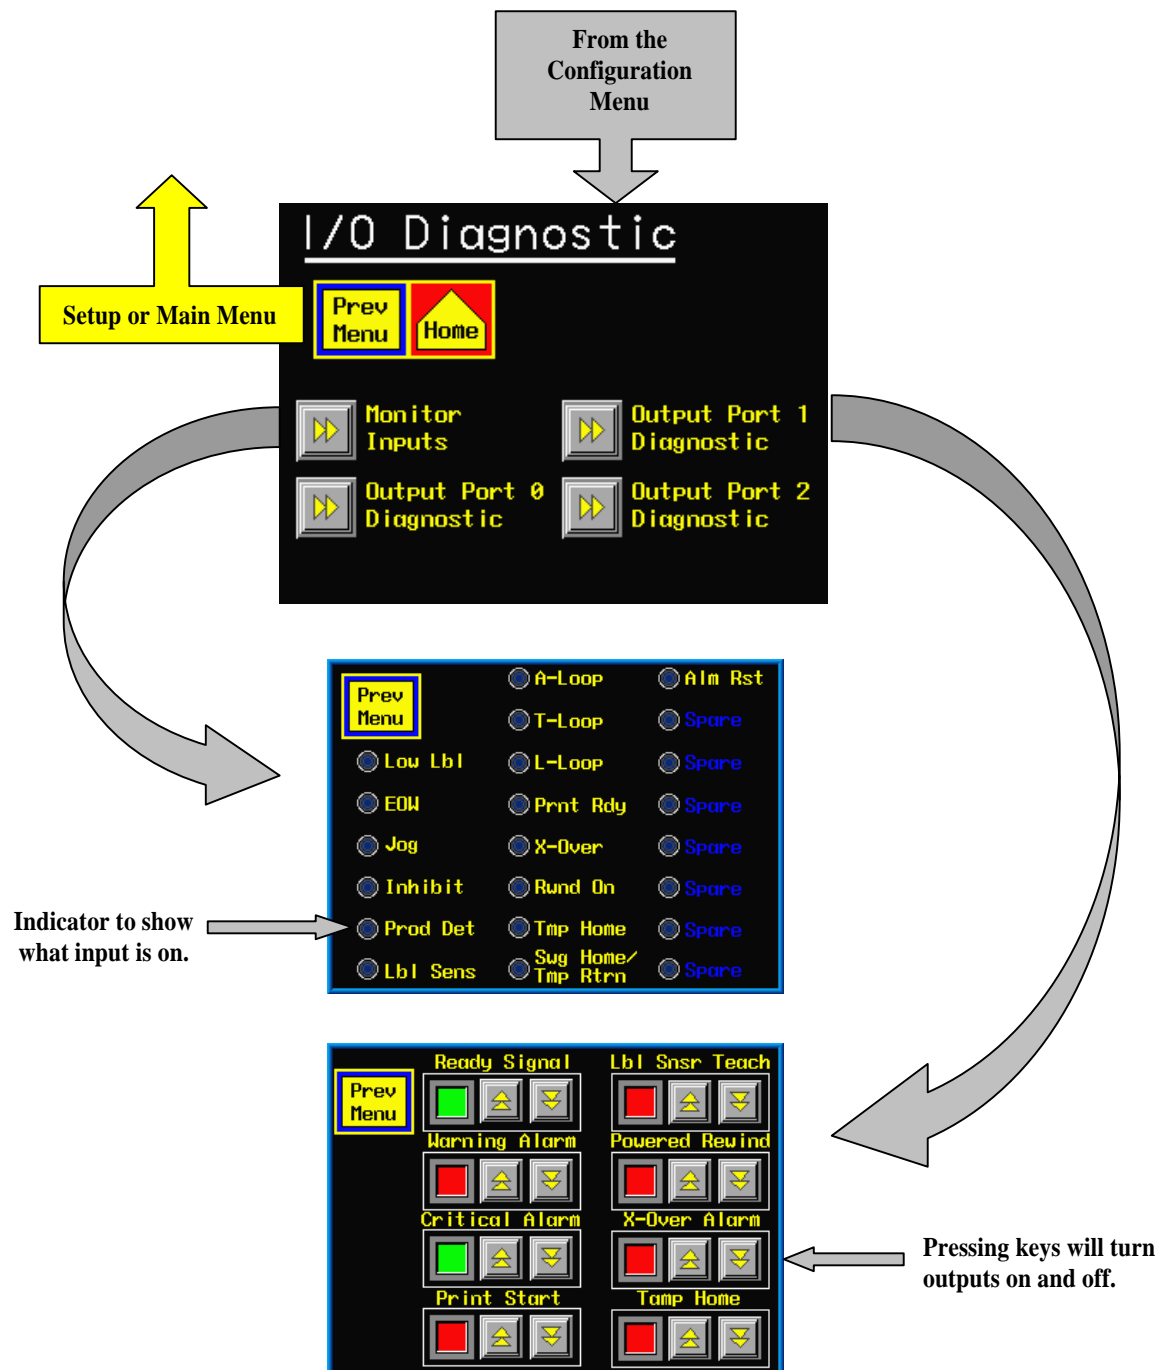 From the
Configuration
Menu
I/O Diagnostic
Setup or Main Menu
Prev
Menu
Home
Monitor
Inputs
Output Port 1
Diagnostic
Output Port 0
Diagnostic
Output Port 2
Diagnostic
Prev
Menu
A-Loop
Alm Rst
T-Loop
Spare
Low Lbl
L-Loop
Spare
EOW
Prnt Rdy
Spare
Jog
X-Over
Spare
Inhibit
Rwnd On
Spare
Prod Det
Tmp Home
Spare
Lbl Sens
Swg Home/
Tmp Rtrn
Spare
Indicator to show
what input is on.
Prev
Menu
Ready Signal
Lbl Snsr Teach
Warning Alarm
Powered Rewind
Critical Alarm
X-Over Alarm
Print Start
Tamp Home
Pressing keys will turn
outputs on and off.